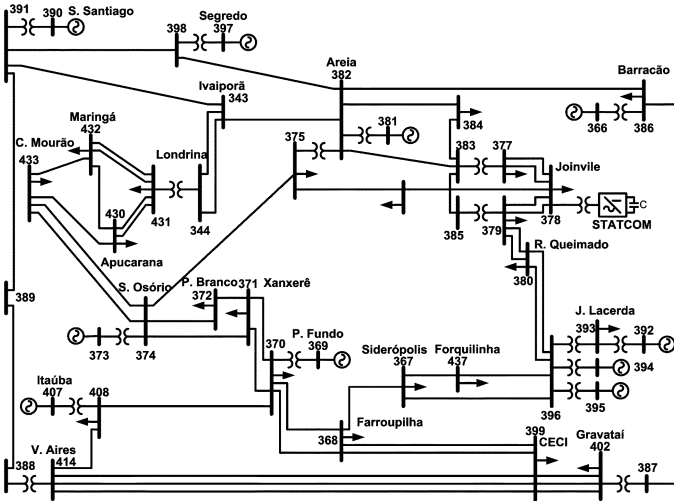 391
390
S. Santiago
Segredo
397
398
Areia
382
Barracão
366
386
Ivaiporã
343
381
384
Maringá
432
C. Mourão
433
Londrina
431
344
375
383
377
Joinvile
378
C
STATCOM
385
379
430
Apucarana
R. Queimado
380
389
S. Osório
P. Branco
372
371
Xanxerê
J. Lacerda
393
392
373
374
P. Fundo
369
370
Siderópolis
367
Forquilinha
437
394
395
396
Itaúba
407
408
368
Farroupilha
399
CECI
Gravataí
402
V. Aires
414
388
387